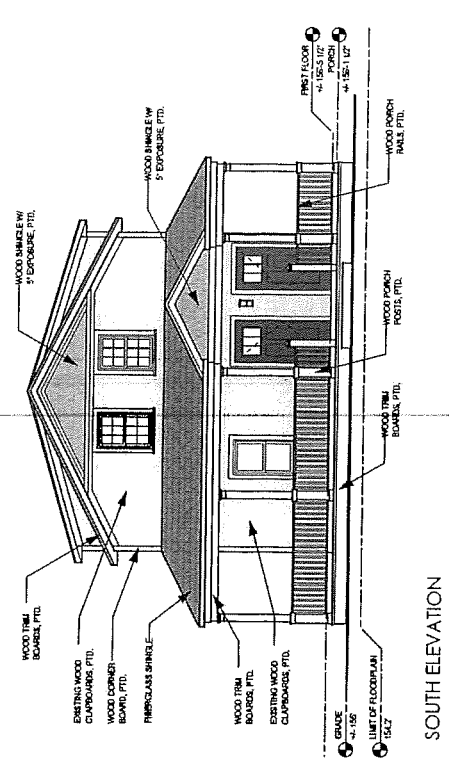 WOOD SHINGLE W/
5" EXPOSURE, PTD.
WOOD SHINGLE W/
5" EXPOSURE, PTD.
FIRST FLOOR
+/- 156'-5 1/2"
PORCH
+/- 156'-1 1/2"
WOOD PORCH
RAILS, PTD.
WOOD PORCH
POSTS, PTD.
WOOD TRIM
BOARDS, PTD.
WOOD TRIM
BOARDS, PTD.
EXISTING WOOD
CLAPBOARDS, PTD.
WOOD CORNER
BOARD, PTD.
FIBERGLASS SHINGLE
WOOD TRIM
BOARDS, PTD.
EXISTING WOOD
CLAPBOARDS, PTD.
GRADE
+/- 156'
LIMIT OF FLOODPLAIN
154.2'
SOUTH ELEVATION